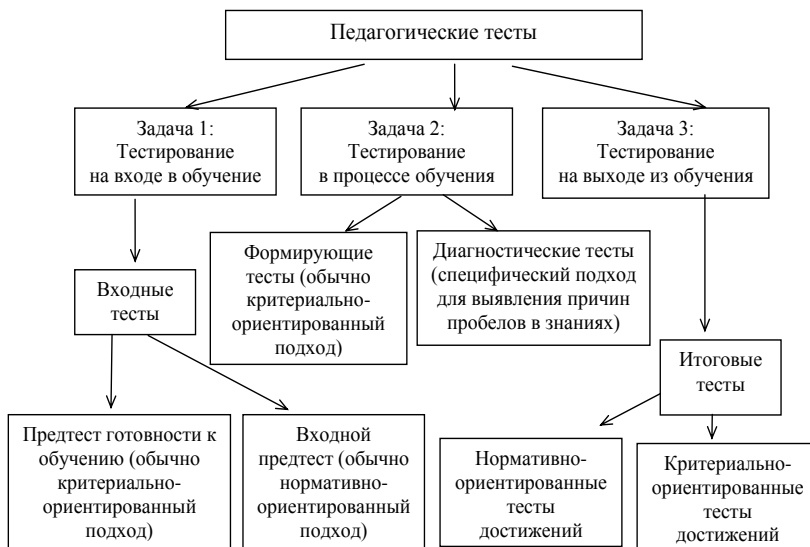 Педагогические тесты
Задача 1:
Тестирование
на входе в обучение
Задача 2:
Тестирование
в процессе обучения
Задача 3:
Тестирование
на выходе из обучения
Формирующие
тесты (обычно
критериально-
ориентированный
подход)
Диагностические тесты
(специфический подход
для выявления причин
пробелов в знаниях)
Входные
тесты
Итоговые
тесты
Предтест готовности к
обучению (обычно
критериально-
ориентированный
подход)
Входной
предтест (обычно
нормативно-
ориентированный
подход)
Нормативно-
ориентированные
тесты
достижений
Критериально-
ориентированные
тесты
достижений